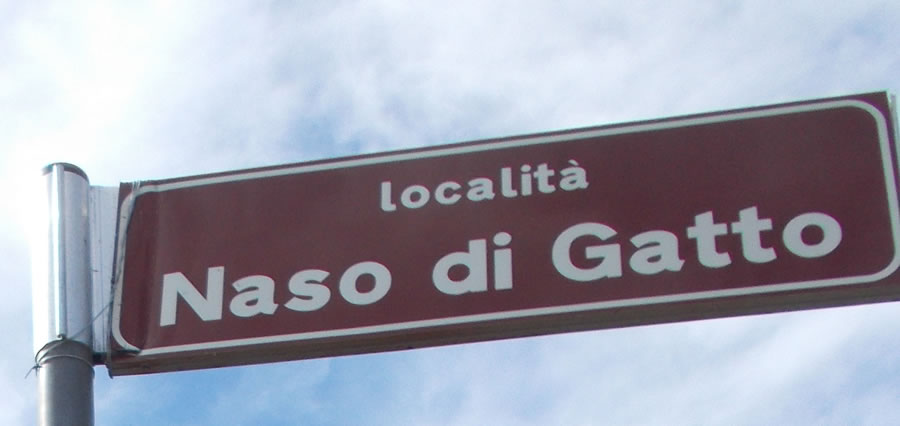 località
Naso di Gatto